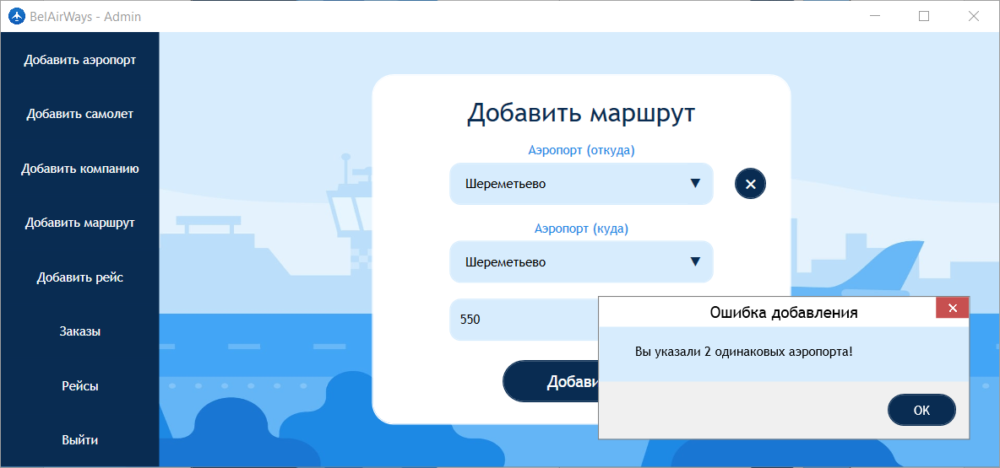 BelAirWays - Admin
Добавить аэропорт
Добавить самолет
Добавить компанию
Добавить маршрут
Добавить рейс
Заказы
Рейсы
Выйти
Добавить маршрут
Аэропорт (откуда)
Шереметьево
Аэропорт (куда)
Шереметьево
550
Добави
Ошибка добавления
Вы указали 2 одинаковых аэропорта!
ОК